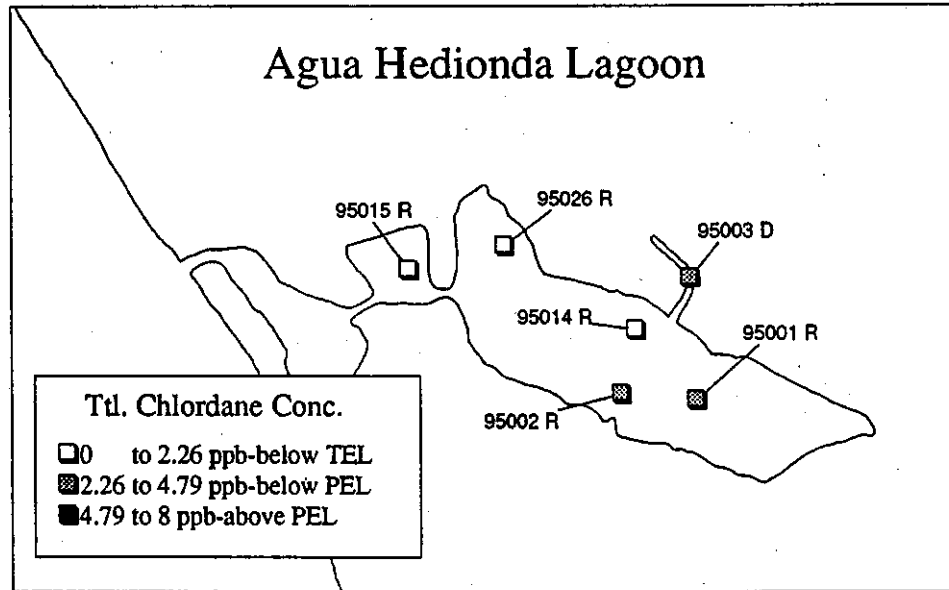 Agua Hedionda Lagoon
95015 R
95026 R
95003 D
95014 R
95001 R
95002 R
Ttl. Chlordane Conc.
0 to 2.26 ppb-below TEL
2.26 to 4.79 ppb-below PEL
4.79 to 8 ppb-above PEL